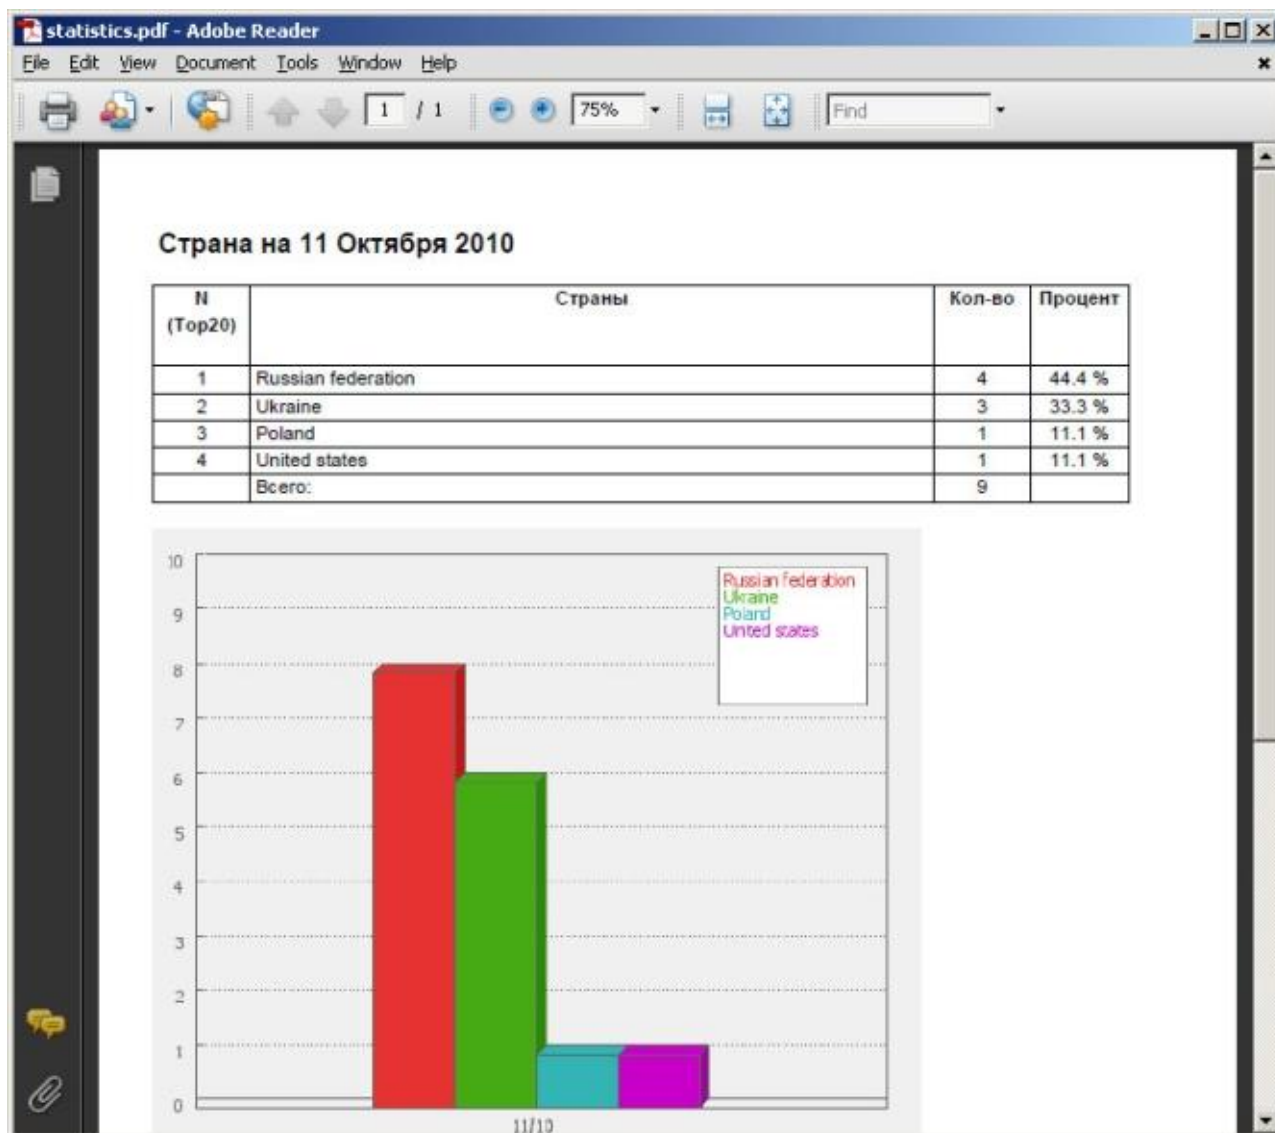 statistics.pdf - Adobe Reader
File Edit View Document Tools Window Help
1 / 1 75% Find
Страна на 11 Октября 2010
N (Top20) Страны Кол-во Процент
1 Russian federation 4 44.4 %
2 Ukraine 3 33.3 %
3 Poland 1 11.1 %
4 United states 1 11.1 %
Всего: 9
10
9
8
7
6
5
4
3
2
1
0
Russian federation
Ukraine
Poland
United states
11/10